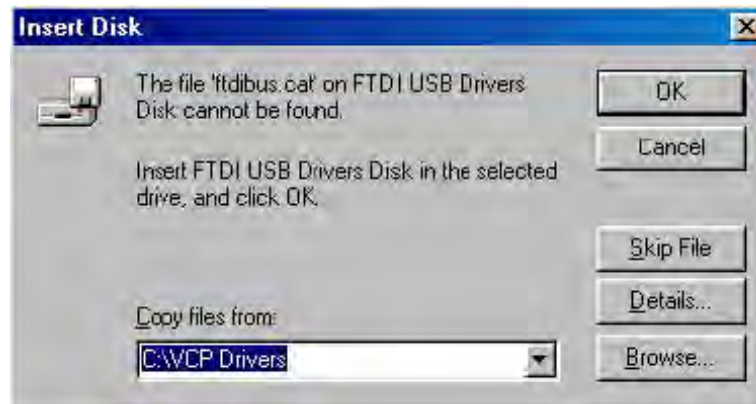 Insert Disk
The file 'ftdibus.cat' on FTDI USB Drivers
Disk cannot be found.
Insert FTDI USB Drivers Disk in the selected
drive, and click OK.
Copy files from:
C:\VCP Drivers
OK
Cancel
Skip File
Details...
Browse...